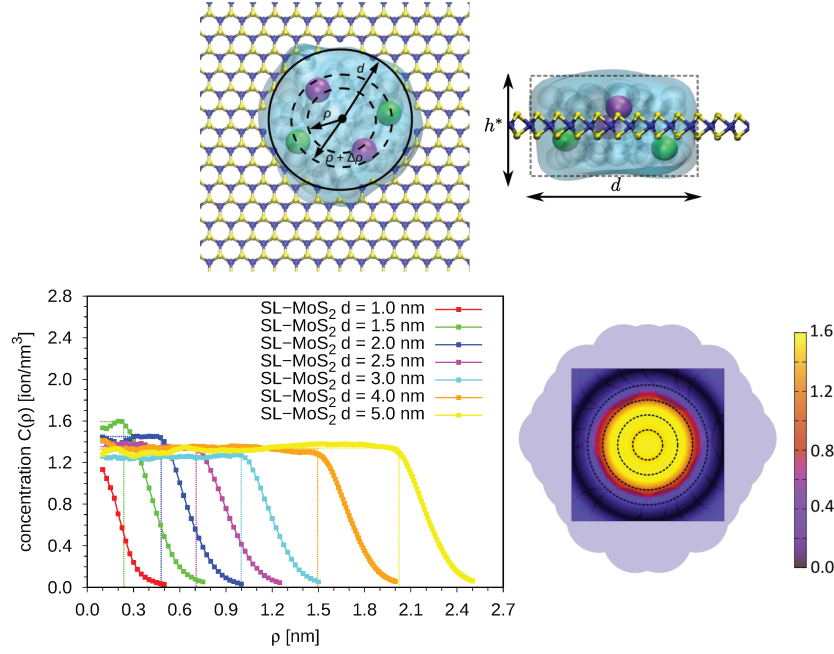 d
ρ
ρ + Δρ
h*
d
2.8
2.4
2.0
1.6
1.2
0.8
0.4
0.0
concentration C(ρ) [ion/nm³]
SL−MoS₂ d = 1.0 nm
SL−MoS₂ d = 1.5 nm
SL−MoS₂ d = 2.0 nm
SL−MoS₂ d = 2.5 nm
SL−MoS₂ d = 3.0 nm
SL−MoS₂ d = 4.0 nm
SL−MoS₂ d = 5.0 nm
0.0 0.3 0.6 0.9 1.2 1.5 1.8 2.1 2.4 2.7
ρ [nm]
1.6
1.2
0.8
0.4
0.0